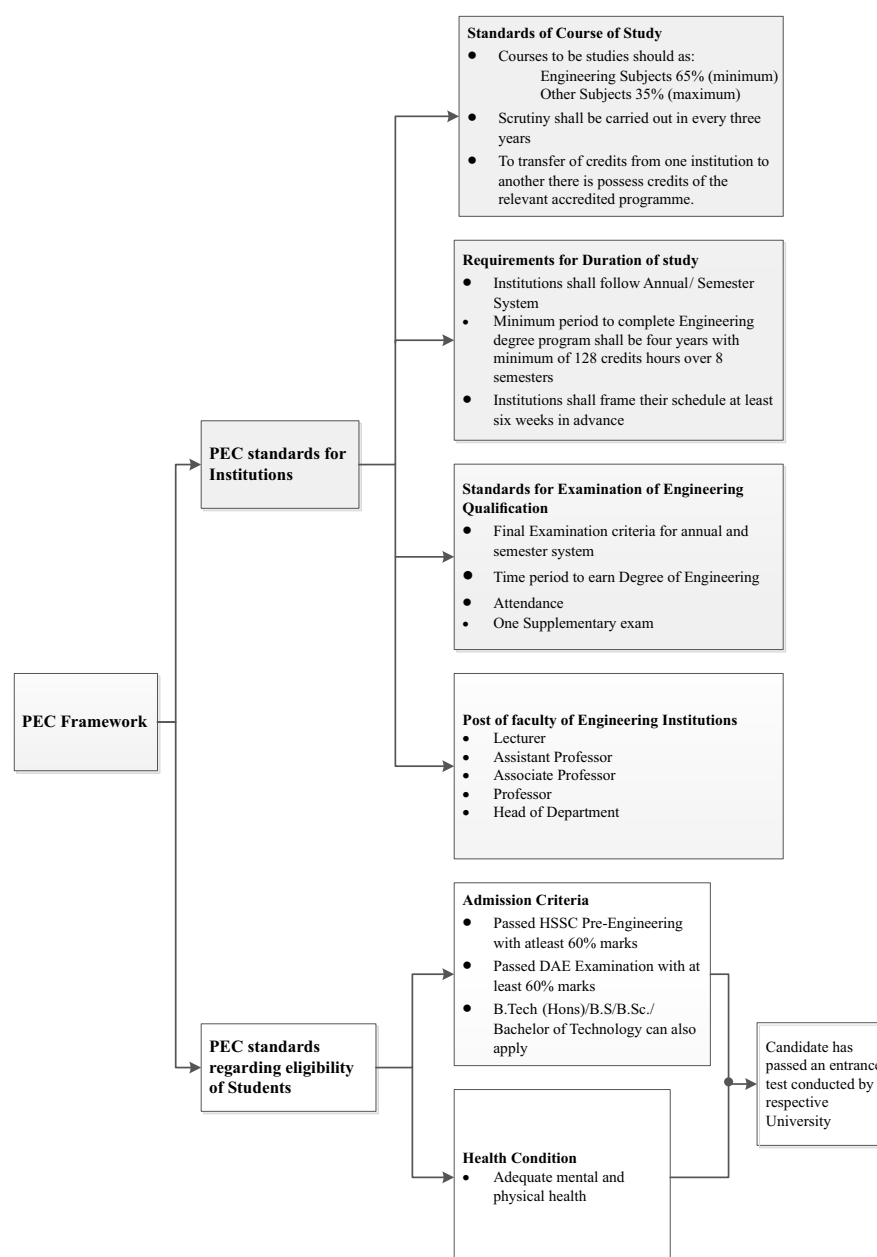 Standards of Course of Study
● Courses to be studies should as:
Engineering Subjects 65% (minimum)
Other Subjects 35% (maximum)
● Scrutiny shall be carried out in every three
years
● To transfer of credits from one institution to
another there is possess credits of the
relevant accredited programme.
Requirements for Duration of study
● Institutions shall follow Annual/ Semester
System
• Minimum period to complete Engineering
degree program shall be four years with
minimum of 128 credits hours over 8
semesters
● Institutions shall frame their schedule at least
six weeks in advance
PEC standards for
Institutions
Standards for Examination of Engineering
Qualification
● Final Examination criteria for annual and
semester system
● Time period to earn Degree of Engineering
● Attendance
• One Supplementary exam
PEC Framework
Post of faculty of Engineering Institutions
• Lecturer
• Assistant Professor
• Associate Professor
• Professor
• Head of Department
Admission Criteria
● Passed HSSC Pre-Engineering
with atleast 60% marks
● Passed DAE Examination with at
least 60% marks
● B.Tech (Hons)/B.S/B.Sc./
Bachelor of Technology can also
apply
PEC standards
regarding eligibility
of Students
Candidate has
passed an entrance
test conducted by
respective
University
Health Condition
• Adequate mental and
physical health